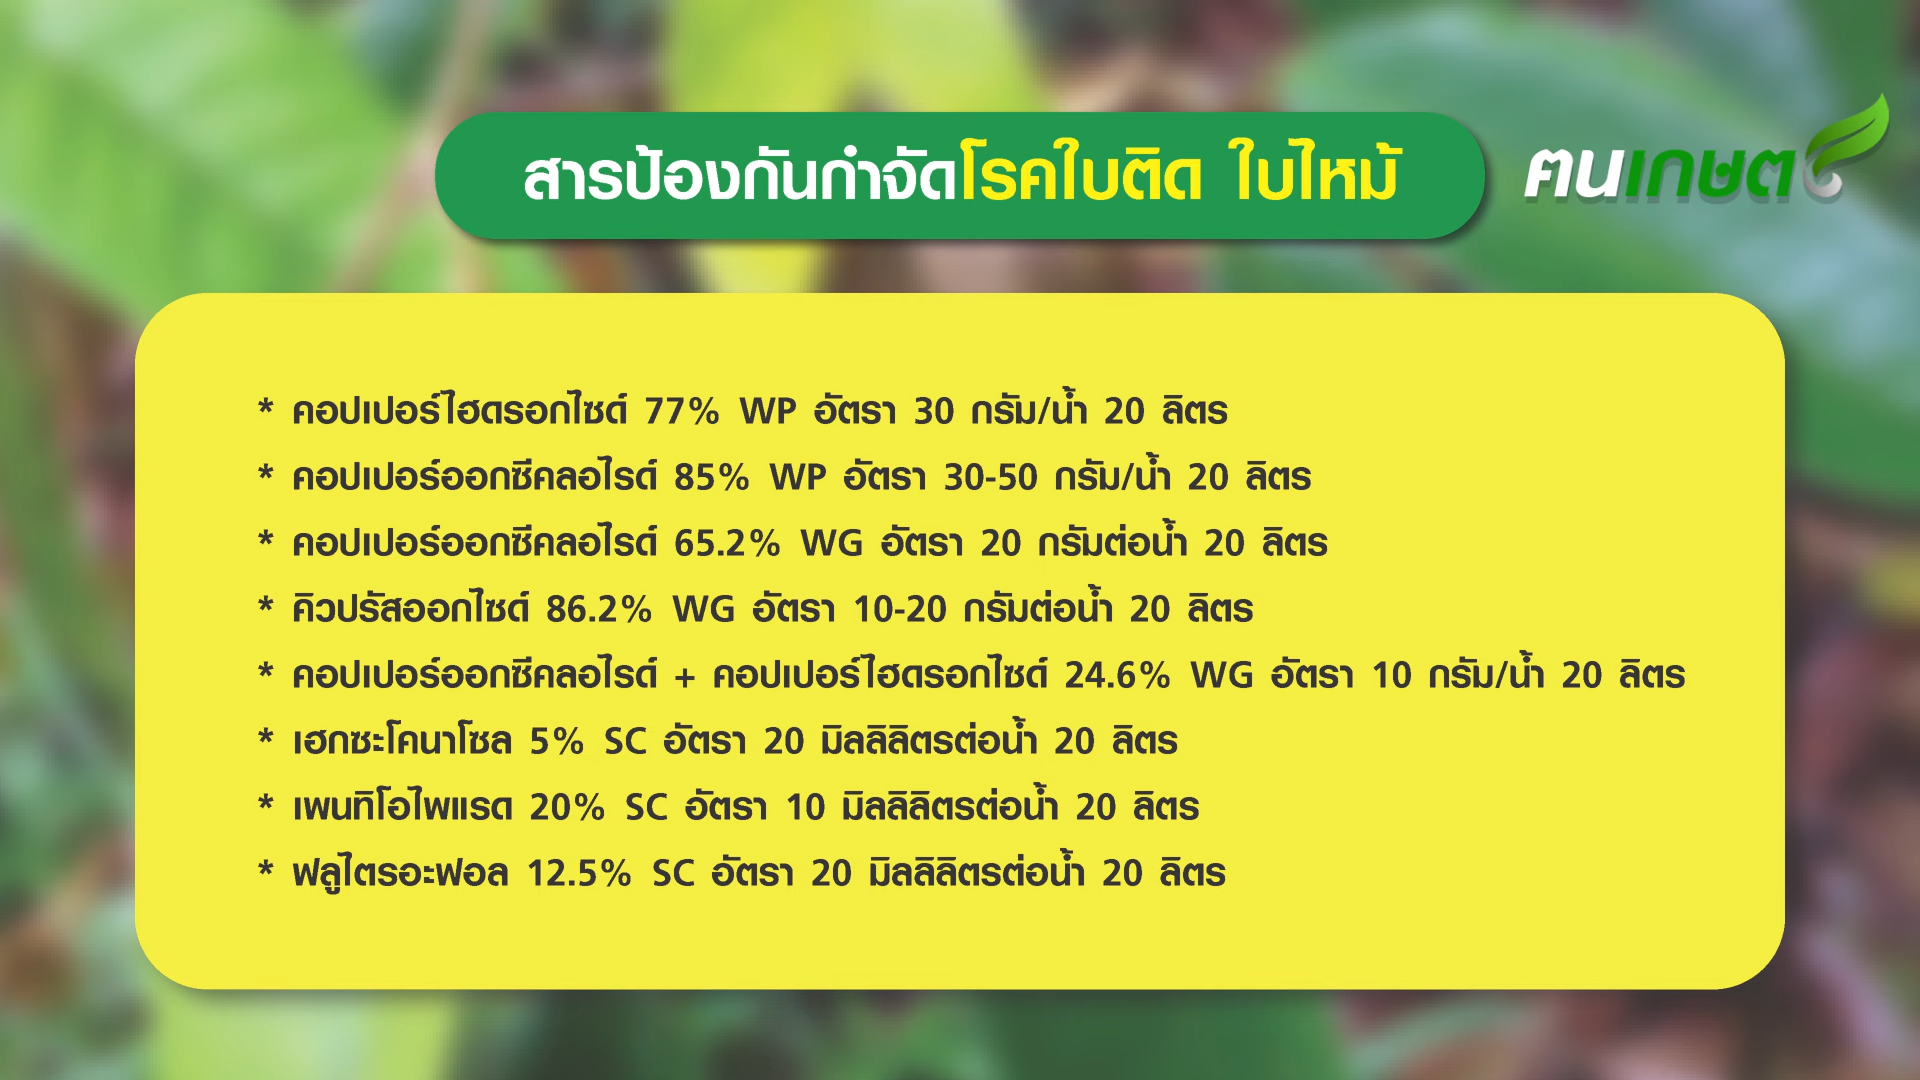 สารป้องกันกำจัดโรคใบติด ใบไหม้
ฅนเกษตร
* คอปเปอร์ไฮดรอกไซด์ 77% WP อัตรา 30 กรัม/น้ำ 20 ลิตร
* คอปเปอร์ออกซีคลอไรด์ 85% WP อัตรา 30-50 กรัม/น้ำ 20 ลิตร
* คอปเปอร์ออกซีคลอไรด์ 65.2% WG อัตรา 20 กรัมต่อน้ำ 20 ลิตร
* คิวปรัสออกไซด์ 86.2% WG อัตรา 10-20 กรัมต่อน้ำ 20 ลิตร
* คอปเปอร์ออกซีคลอไรด์ + คอปเปอร์ไฮดรอกไซด์ 24.6% WG อัตรา 10 กรัม/น้ำ 20 ลิตร
* เฮกซะโคนาโซล 5% SC อัตรา 20 มิลลิลิตรต่อน้ำ 20 ลิตร
* เพนทิโอไพแรด 20% SC อัตรา 10 มิลลิลิตรต่อน้ำ 20 ลิตร
* ฟลูไตรอะฟอล 12.5% SC อัตรา 20 มิลลิลิตรต่อน้ำ 20 ลิตร